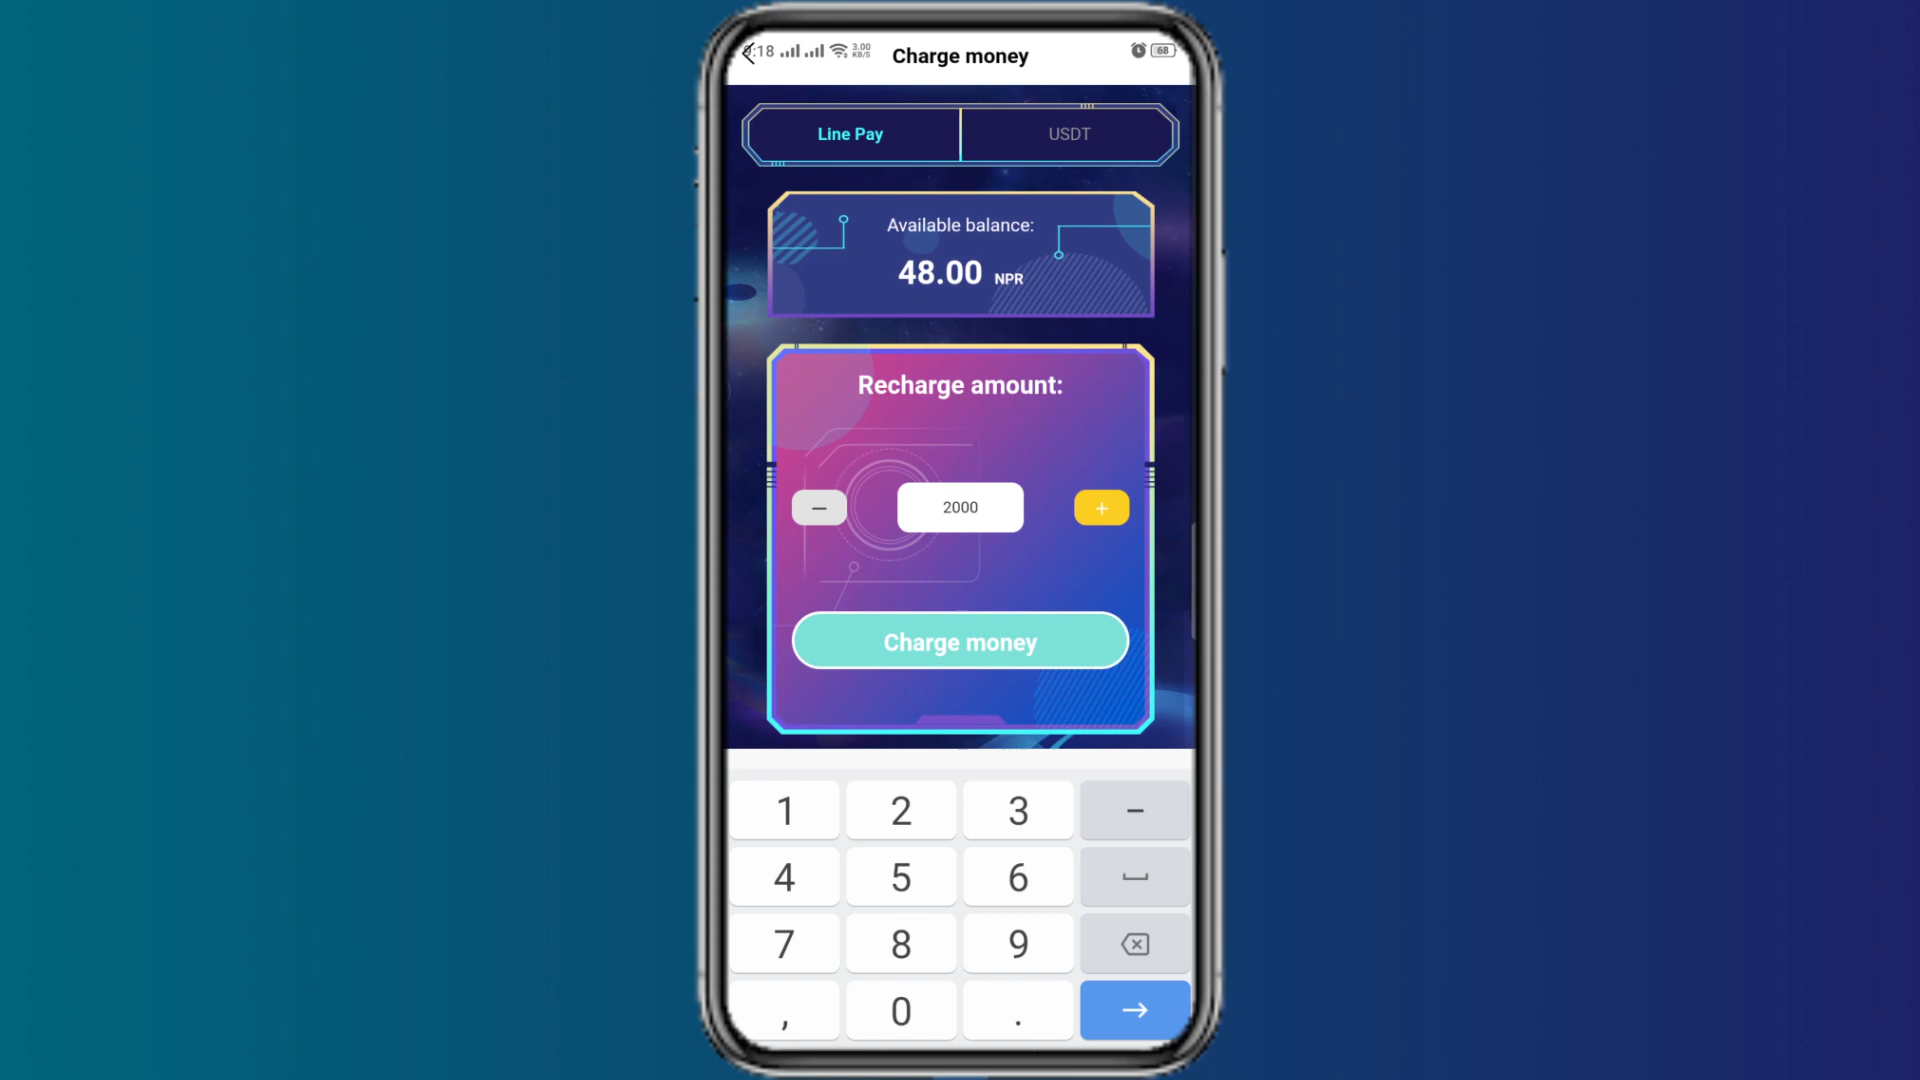 9:18 3.00 KB/S Charge money 68
Line Pay USDT
Available balance:
48.00 NPR
Recharge amount:
− 2000 +
Charge money
1 2 3 −
4 5 6
7 8 9
, 0 . →